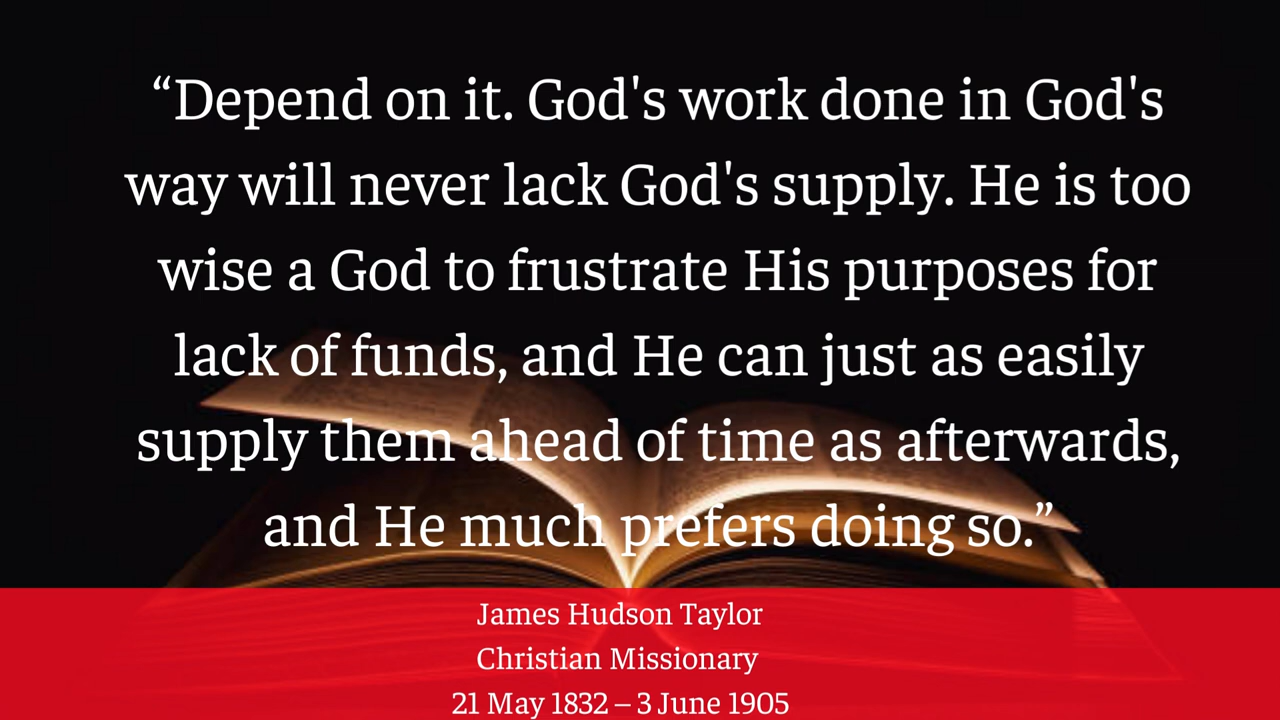 “Depend on it. God's work done in God's
way will never lack God's supply. He is too
wise a God to frustrate His purposes for
lack of funds, and He can just as easily
supply them ahead of time as afterwards,
and He much prefers doing so.”
James Hudson Taylor
Christian Missionary
21 May 1832 – 3 June 1905